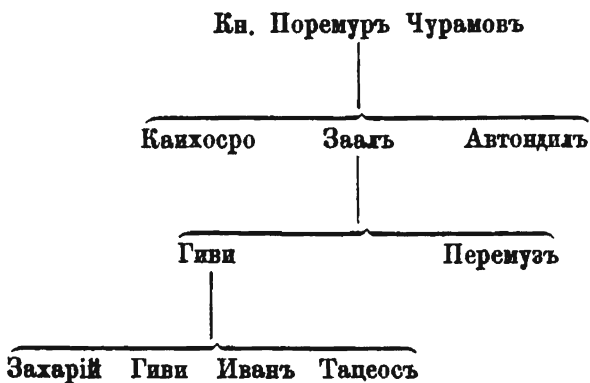 Кн. Поремуръ Чурамовъ
Каихосро Заалъ Автондилъ
Гиви Перемузъ
Захарій Гиви Иванъ Тацеосъ